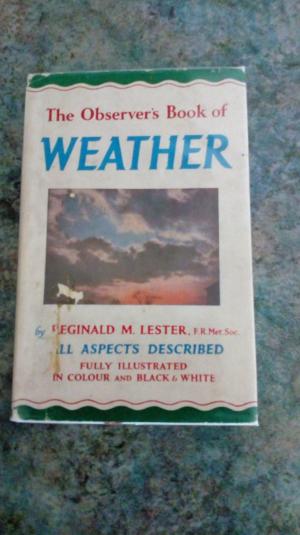 The Observer's Book of
WEATHER
by REGINALD M. LESTER, F.R.Met.Soc.
ALL ASPECTS DESCRIBED
FULLY ILLUSTRATED
IN COLOUR AND BLACK & WHITE